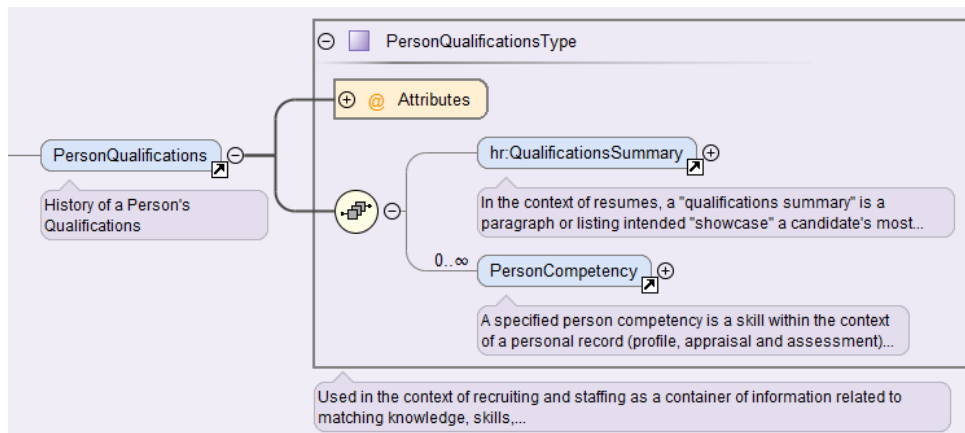 PersonQualificationsType
@ Attributes
PersonQualifications
History of a Person's
Qualifications
hr:QualificationsSummary
In the context of resumes, a "qualifications summary" is a
paragraph or listing intended "showcase" a candidate's most...
0..∞
PersonCompetency
A specified person competency is a skill within the context
of a personal record (profile, appraisal and assessment)...
Used in the context of recruiting and staffing as a container of information related to
matching knowledge, skills,...